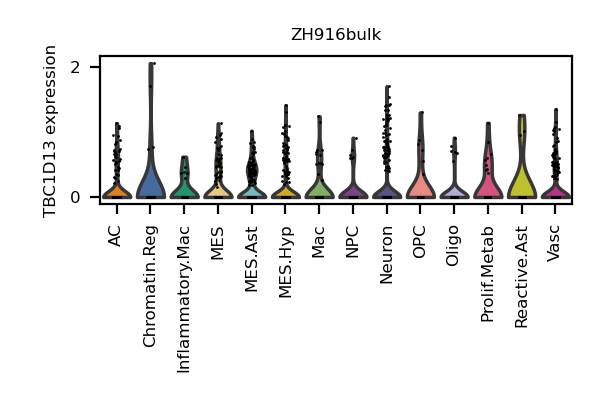 ZH916bulk
TBC1D13 expression
2
0
AC
Chromatin.Reg
Inflammatory.Mac
MES
MES.Ast
MES.Hyp
Mac
NPC
Neuron
OPC
Oligo
Prolif.Metab
Reactive.Ast
Vasc